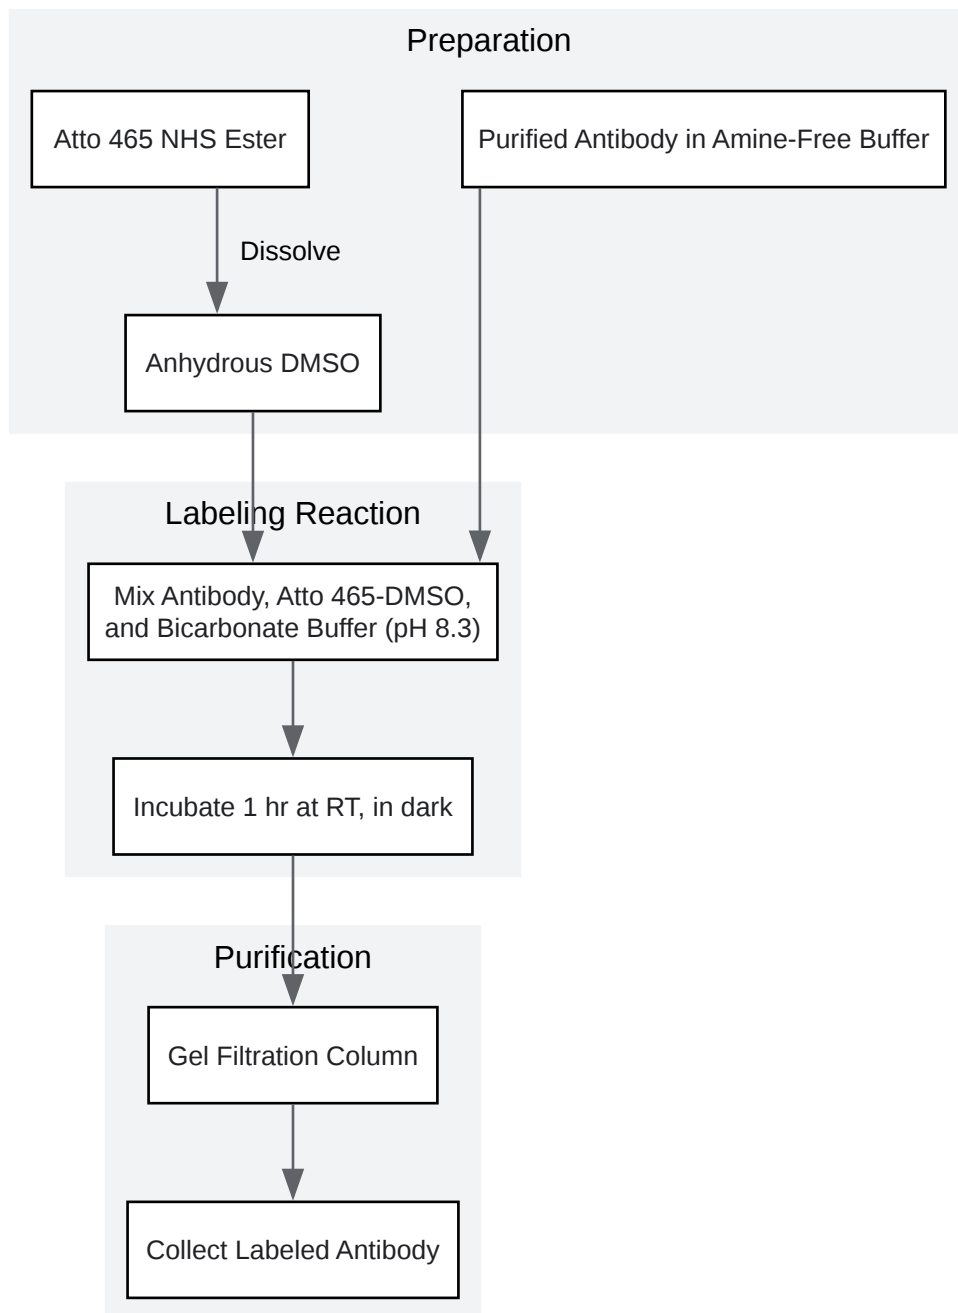 Preparation
Atto 465 NHS Ester
Purified Antibody in Amine-Free Buffer
Dissolve
Anhydrous DMSO
Labeling Reaction
Mix Antibody, Atto 465-DMSO,
and Bicarbonate Buffer (pH 8.3)
Incubate 1 hr at RT, in dark
Purification
Gel Filtration Column
Collect Labeled Antibody